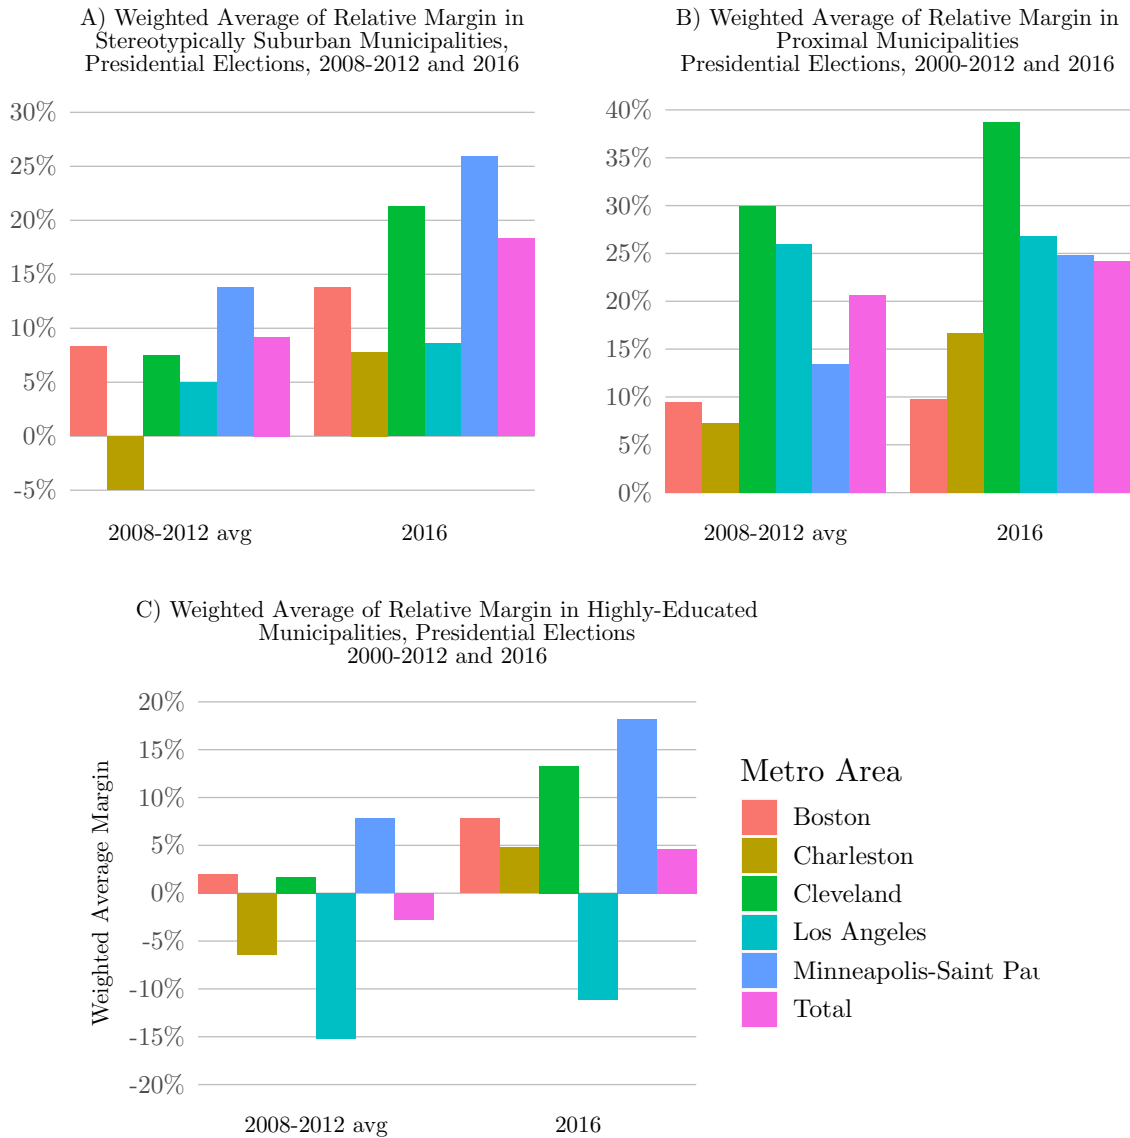 A) Weighted Average of Relative Margin in
Stereotypically Suburban Municipalities,
Presidential Elections, 2008-2012 and 2016
30%
25%
20%
15%
10%
5%
0%
-5%
2008-2012 avg
2016
B) Weighted Average of Relative Margin in
Proximal Municipalities
Presidential Elections, 2000-2012 and 2016
40%
35%
30%
25%
20%
15%
10%
5%
0%
2008-2012 avg
2016
C) Weighted Average of Relative Margin in Highly-Educated
Municipalities, Presidential Elections
2000-2012 and 2016
Weighted Average Margin
20%
15%
10%
5%
0%
-5%
-10%
-15%
-20%
2008-2012 avg
2016
Metro Area
Boston
Charleston
Cleveland
Los Angeles
Minneapolis-Saint Pau
Total